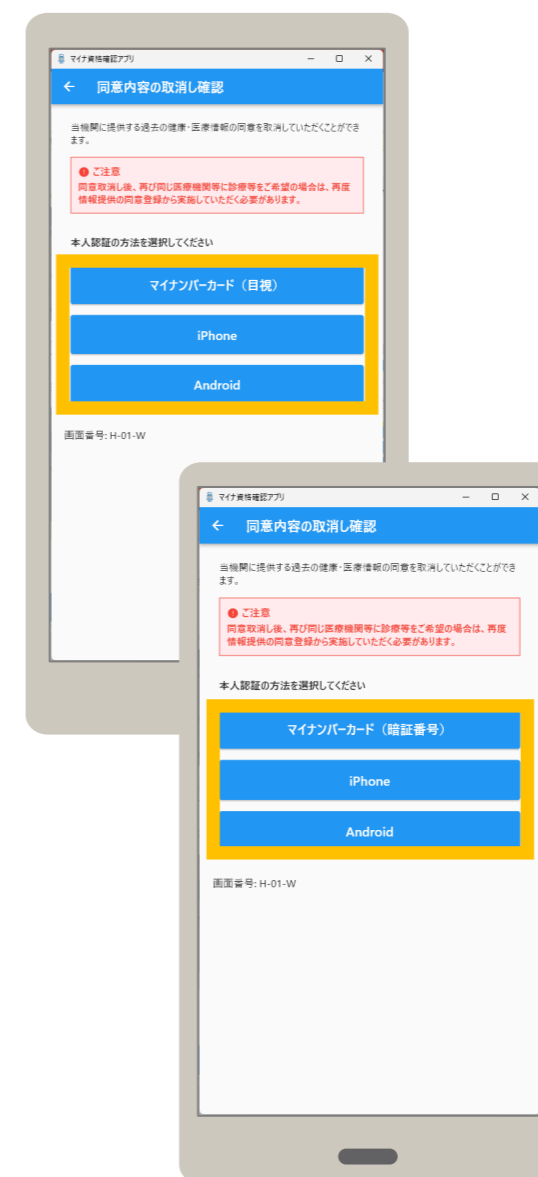 マイナ資格確認アプリ
同意内容の取消し確認
当機関に提供する過去の健康・医療情報の同意を取消していただくことができ
ます。
ご注意
同意取消し後、再び同じ医療機関等に診療等をご希望の場合は、再度
情報提供の同意登録から実施していただく必要があります。
本人認証の方法を選択してください
マイナンバーカード（目視）
iPhone
Android
画面番号: H-01-W
マイナ資格確認アプリ
同意内容の取消し確認
当機関に提供する過去の健康・医療情報の同意を取消していただくことができ
ます。
ご注意
同意取消し後、再び同じ医療機関等に診療等をご希望の場合は、再度
情報提供の同意登録から実施していただく必要があります。
本人認証の方法を選択してください
マイナンバーカード（暗証番号）
iPhone
Android
画面番号: H-01-W